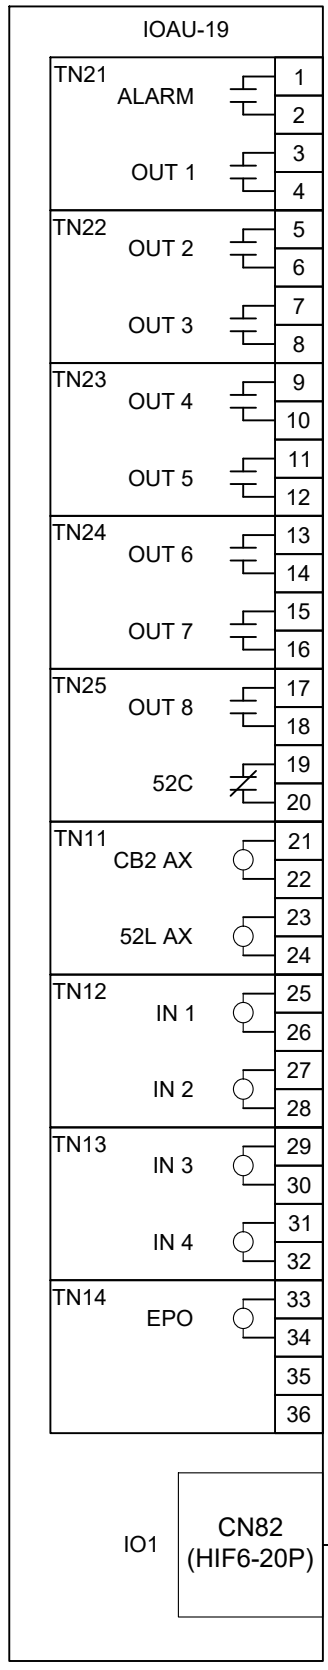 IOAU-19
TN21
ALARM
1
2
OUT 1
3
4
TN22
OUT 2
5
6
OUT 3
7
8
TN23
OUT 4
9
10
OUT 5
11
12
TN24
OUT 6
13
14
OUT 7
15
16
TN25
OUT 8
17
18
52C
19
20
TN11
CB2 AX
21
22
52L AX
23
24
TN12
IN 1
25
26
IN 2
27
28
TN13
IN 3
29
30
IN 4
31
32
TN14
EPO
33
34
35
36
IO1
CN82
(HIF6-20P)